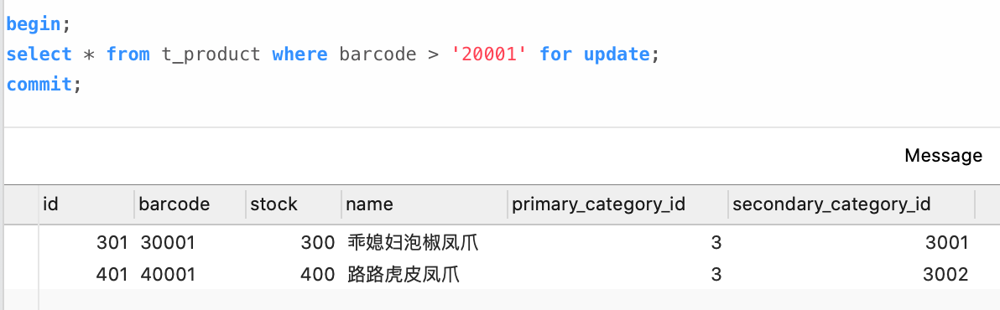 begin;
select * from t_product where barcode > '20001' for update;
commit;
Message
id barcode stock name primary_category_id secondary_category_id
301 30001 300 乖媳妇泡椒凤爪 3 3001
401 40001 400 路路虎皮凤爪 3 3002